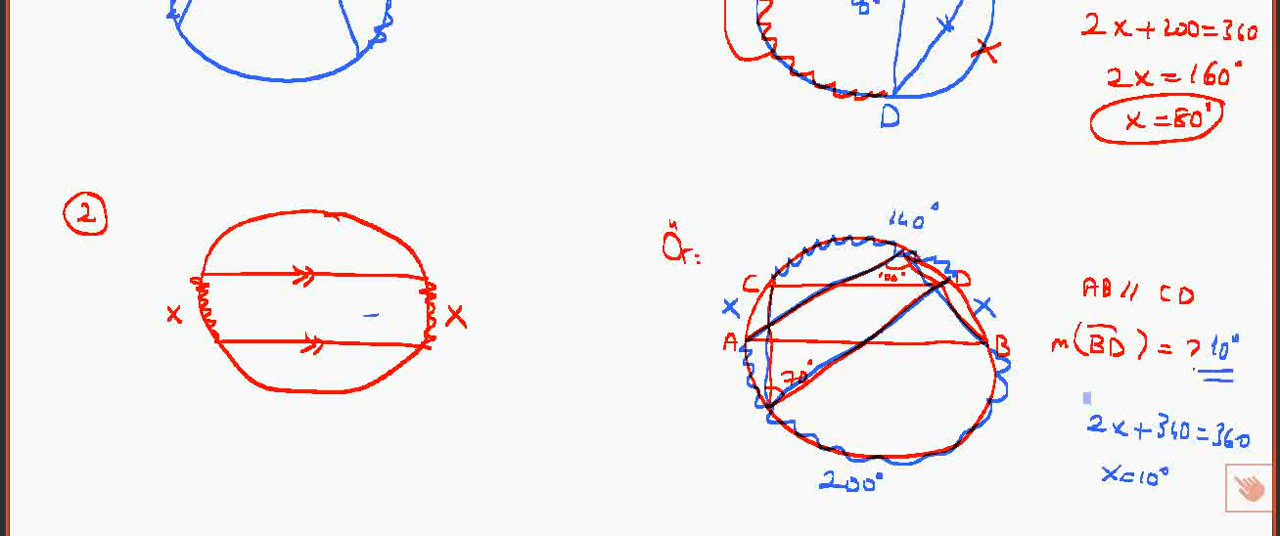 2x+200=360
2x=160°
x=80°
D
2
x
x
Ör:
140°
C
100°
D
x
x
A
B
70°
200°
AB // CD
m(BD) = ? 10°
2x+340=360
x=10°